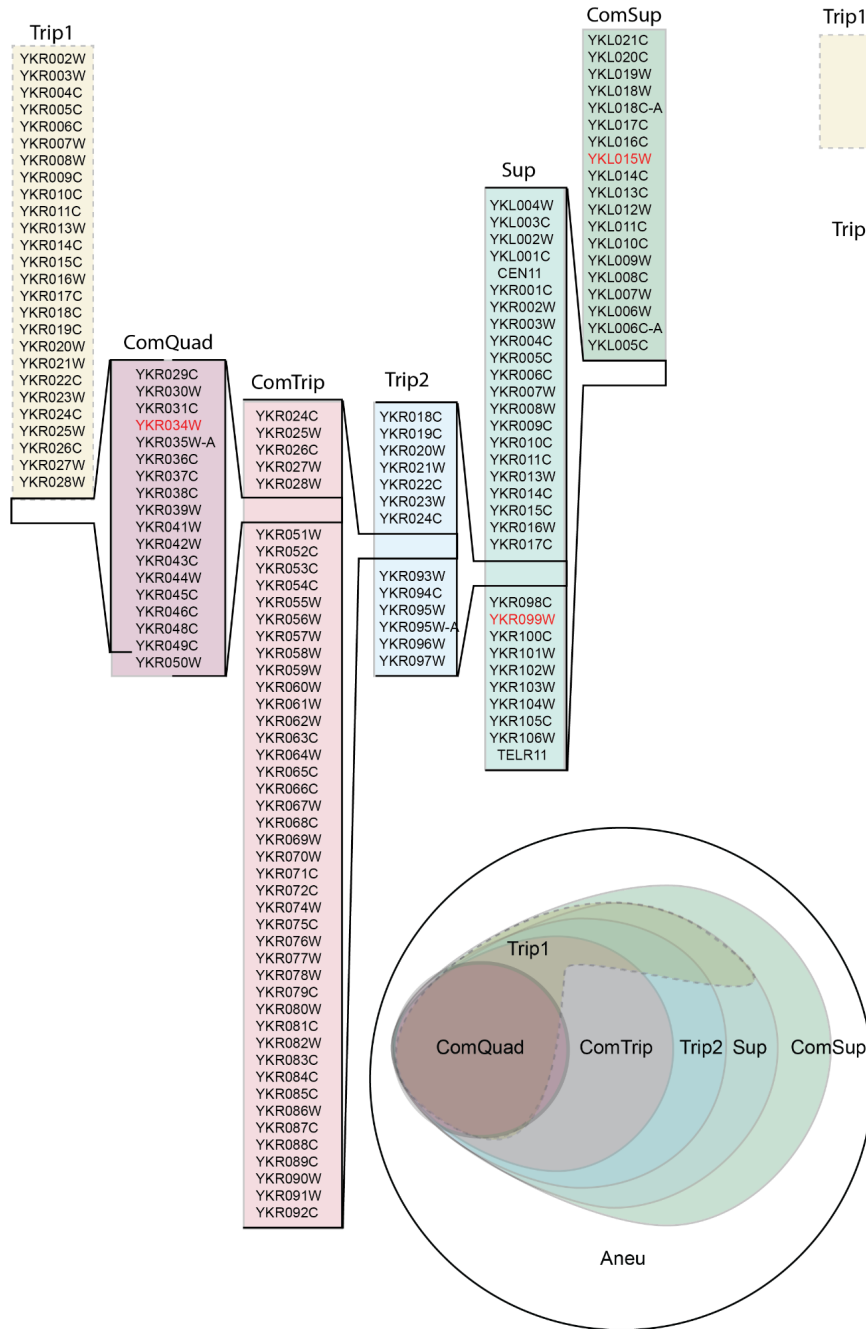 Trip1
YKR002W
YKR003W
YKR004C
YKR005C
YKR006C
YKR007W
YKR008W
YKR009C
YKR010C
YKR011C
YKR013W
YKR014C
YKR015C
YKR016W
YKR017C
YKR018C
YKR019C
YKR020W
YKR021W
YKR022C
YKR023W
YKR024C
YKR025W
YKR026C
YKR027W
YKR028W
ComQuad
YKR029C
YKR030W
YKR031C
YKR034W
YKR035W-A
YKR036C
YKR037C
YKR038C
YKR039W
YKR041W
YKR042W
YKR043C
YKR044W
YKR045C
YKR046C
YKR048C
YKR049C
YKR050W
ComTrip
YKR024C
YKR025W
YKR026C
YKR027W
YKR028W
YKR051W
YKR052C
YKR053C
YKR054C
YKR055W
YKR056W
YKR057W
YKR058W
YKR059W
YKR060W
YKR061W
YKR062W
YKR063C
YKR064W
YKR065C
YKR066C
YKR067W
YKR068C
YKR069W
YKR070W
YKR071C
YKR072C
YKR074W
YKR075C
YKR076W
YKR077W
YKR078W
YKR079C
YKR080W
YKR081C
YKR082W
YKR083C
YKR084C
YKR085C
YKR086W
YKR087C
YKR088C
YKR089C
YKR090W
YKR091W
YKR092C
Trip2
YKR018C
YKR019C
YKR020W
YKR021W
YKR022C
YKR023W
YKR024C
YKR093W
YKR094C
YKR095W
YKR095W-A
YKR096W
YKR097W
Sup
YKL004W
YKL003C
YKL002W
YKL001C
CEN11
YKR001C
YKR002W
YKR003W
YKR004C
YKR005C
YKR006C
YKR007W
YKR008W
YKR009C
YKR010C
YKR011C
YKR013W
YKR014C
YKR015C
YKR016W
YKR017C
YKR098C
YKR099W
YKR100C
YKR101W
YKR102W
YKR103W
YKR104W
YKR105C
YKR106W
TELR11
ComSup
YKL021C
YKL020C
YKL019W
YKL018W
YKL018C-A
YKL017C
YKL016C
YKL015W
YKL014C
YKL013C
YKL012W
YKL011C
YKL010C
YKL009W
YKL008C
YKL007W
YKL006W
YKL006C-A
YKL005C
Trip1
Trip
Trip1
ComQuad
ComTrip
Trip2
Sup
ComSup
Aneu